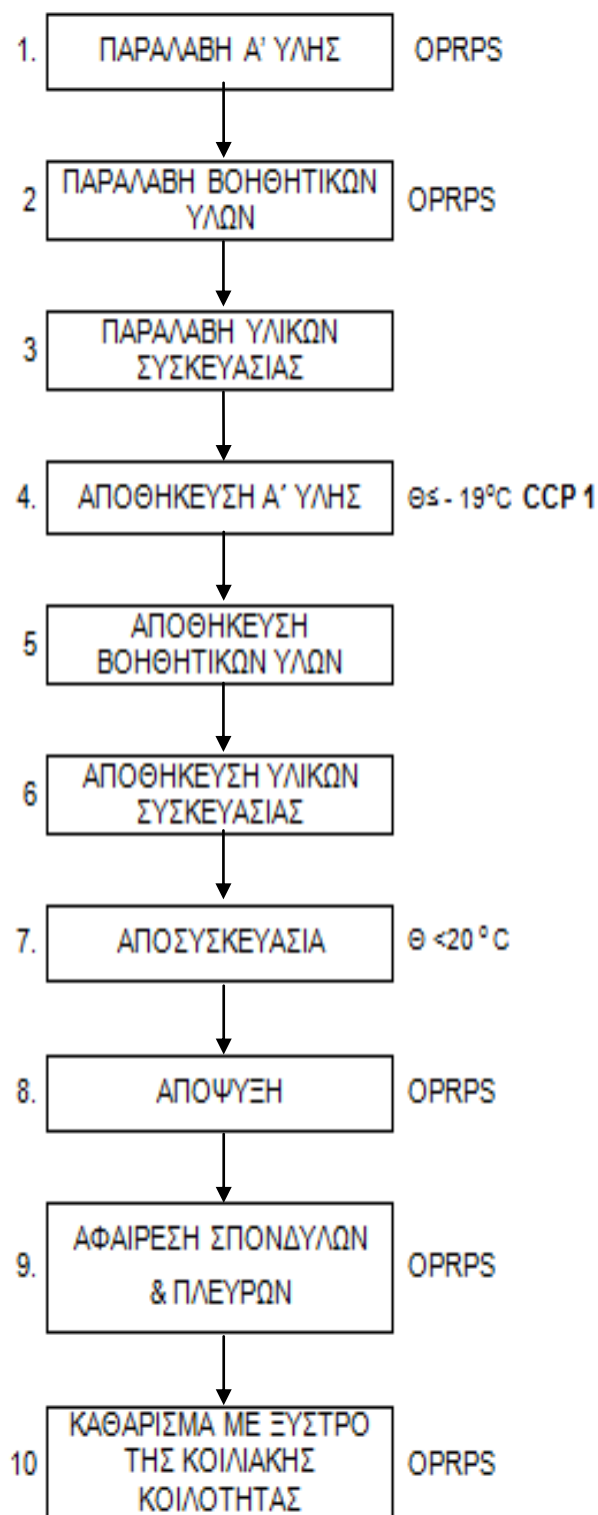 1. ΠΑΡΑΛΑΒΗ Α' ΥΛΗΣ OPRPS
ΠΑΡΑΛΑΒΗ ΒΟΗΘΗΤΙΚΩΝ
2 ΥΛΩΝ OPRPS
ΠΑΡΑΛΑΒΗ ΥΛΙΚΩΝ
3 ΣΥΣΚΕΥΑΣΙΑΣ
4. ΑΠΟΘΗΚΕΥΣΗ Α΄ ΥΛΗΣ Θ≤ - 19⁰C CCP 1
ΑΠΟΘΗΚΕΥΣΗ
5 ΒΟΗΘΗΤΙΚΩΝ ΥΛΩΝ
ΑΠΟΘΗΚΕΥΣΗ ΥΛΙΚΩΝ
6 ΣΥΣΚΕΥΑΣΙΑΣ
7. ΑΠΟΣΥΣΚΕΥΑΣΙΑ Θ <20 ⁰ C
8. ΑΠΟΨΥΞΗ OPRPS
ΑΦΑΙΡΕΣΗ ΣΠΟΝΔΥΛΩΝ
9. & ΠΛΕΥΡΩΝ OPRPS
ΚΑΘΑΡΙΣΜΑ ΜΕ ΞΥΣΤΡΟ
10 ΤΗΣ ΚΟΙΛΙΑΚΗΣ OPRPS
ΚΟΙΛΟΤΗΤΑΣ